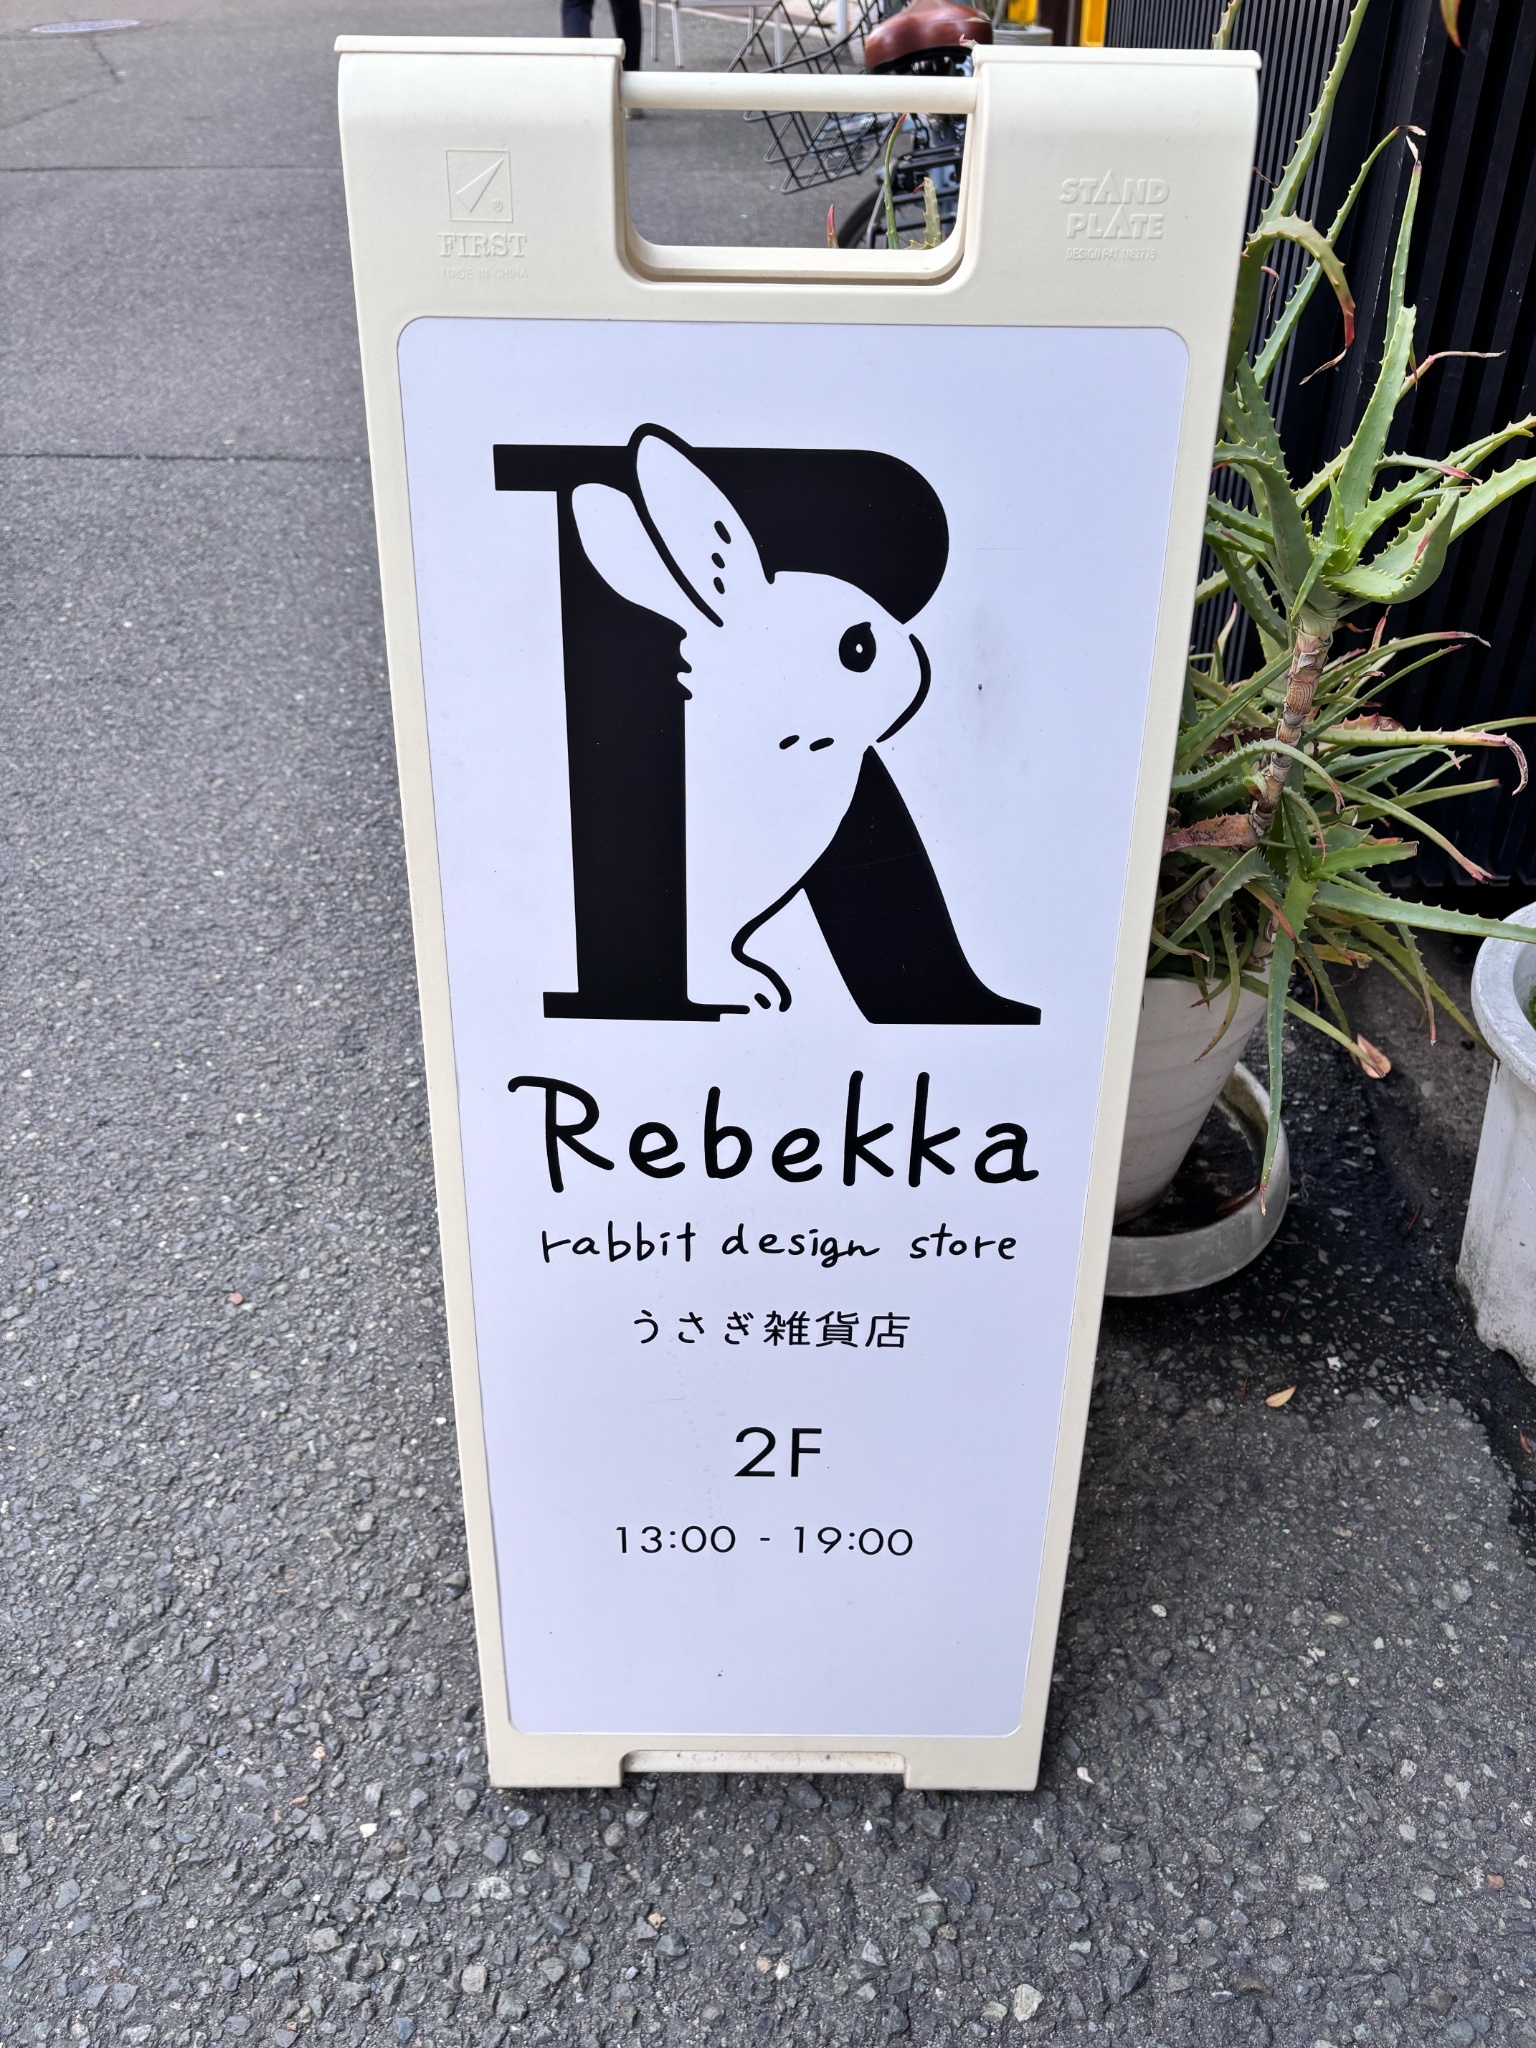 FIRST
MADE IN CHINA
STAND
PLATE
R
Rebekka
rabbit design store
うさぎ雑貨店
2F
13:00 - 19:00